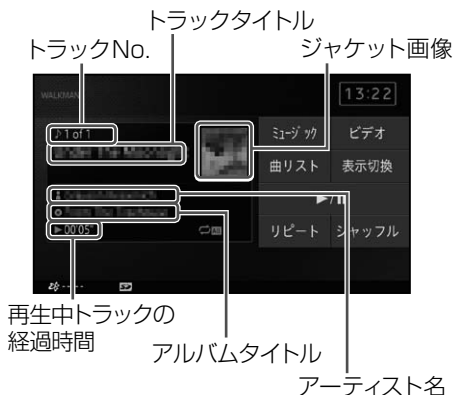 トラックタイトル
トラックNo.
ジャケット画像
WALKMAN
13:22
♪1 of 1
ミュージック
ビデオ
曲リスト
表示切換
▶/II
▶00'05"
ALL
リピート
シャッフル
再生中トラックの
経過時間
アルバムタイトル
アーティスト名